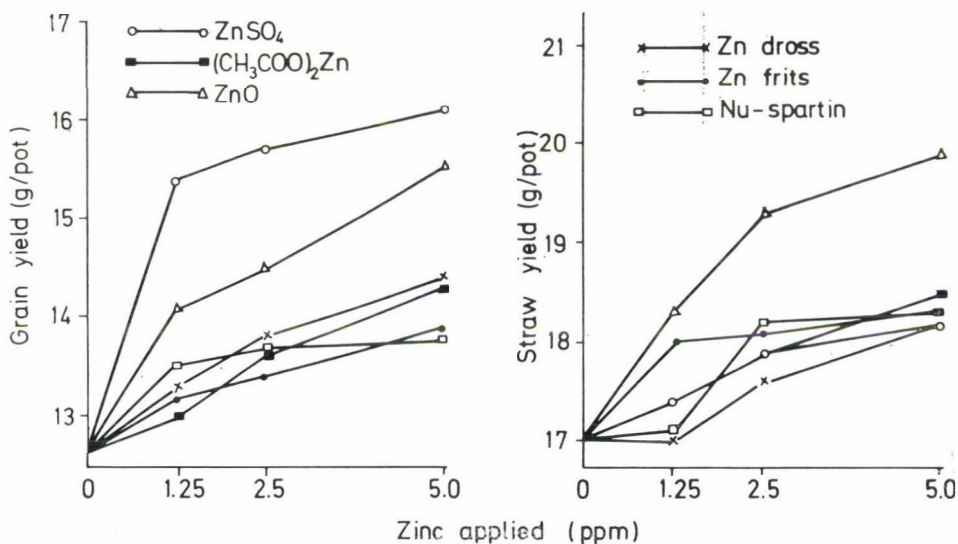 17
16
15
14
13
Grain yield (g/pot)
ZnSO₄
(CH₃COO)₂Zn
ZnO
0
1.25
2.5
5.0
21
20
19
18
17
Straw yield (g/pot)
Zn dross
Zn frits
Nu-spartin
0
1.25
2.5
5.0
Zinc applied (ppm)